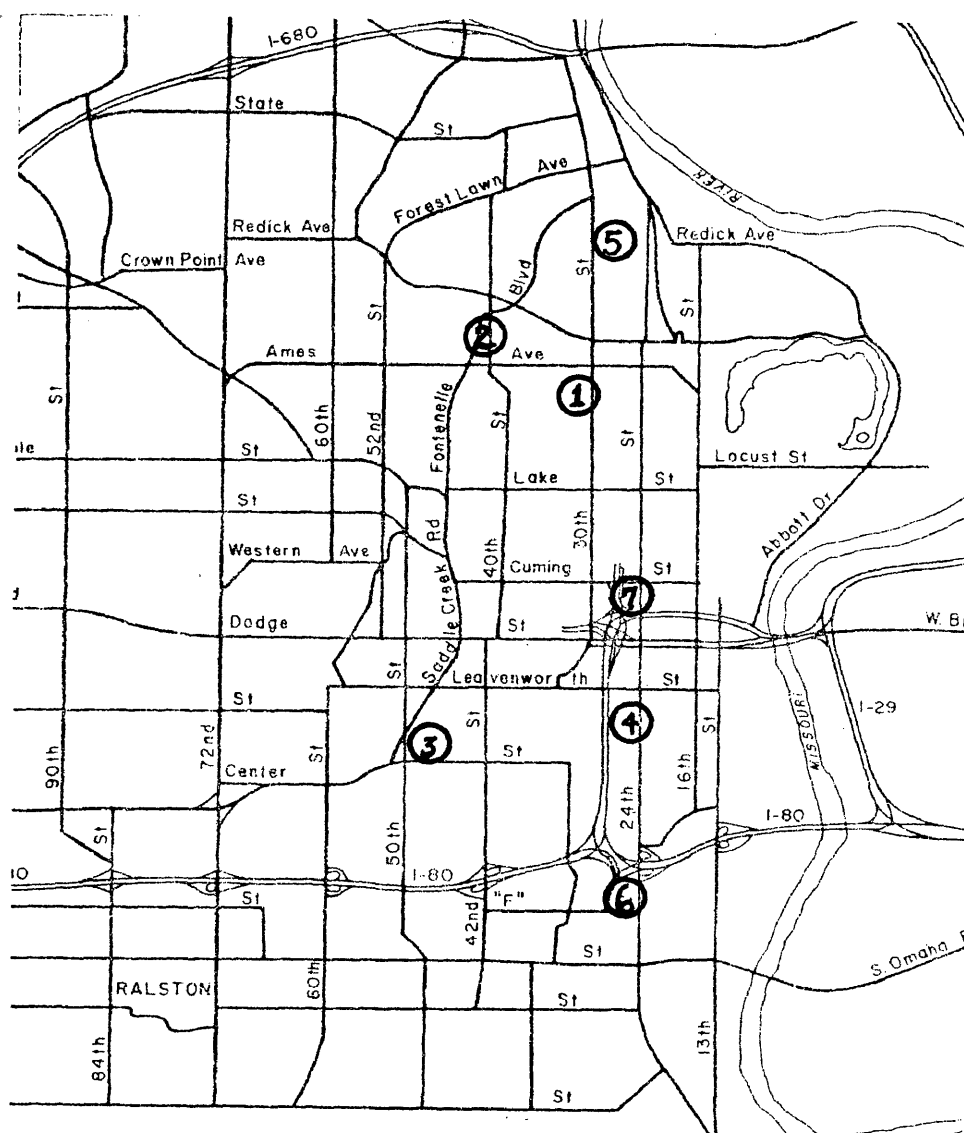 I-680
State
St
Ave
Forest Lawn
RIVER
Redick Ave
5
Redick Ave
Crown Point Ave
Blvd
St
St
St
2
Ames
Ave
1
St
60th
52nd
Fontenelle
St
St
St
Locust St
Lake
St
St
Rd
30th
Abbott Dr
Western Ave
40th
Cuming
St
7
Saddle Creek
Dodge
St
W. B
St
Leavenworth
St
I-29
St
St
4
MISSOURI
3
St
St
St
72nd
Center
90th
24th
16th
I-80
St
50th
I-80
"F"
6
St
42nd
St
S. Omaha
RALSTON
60th
St
84th
13th
St